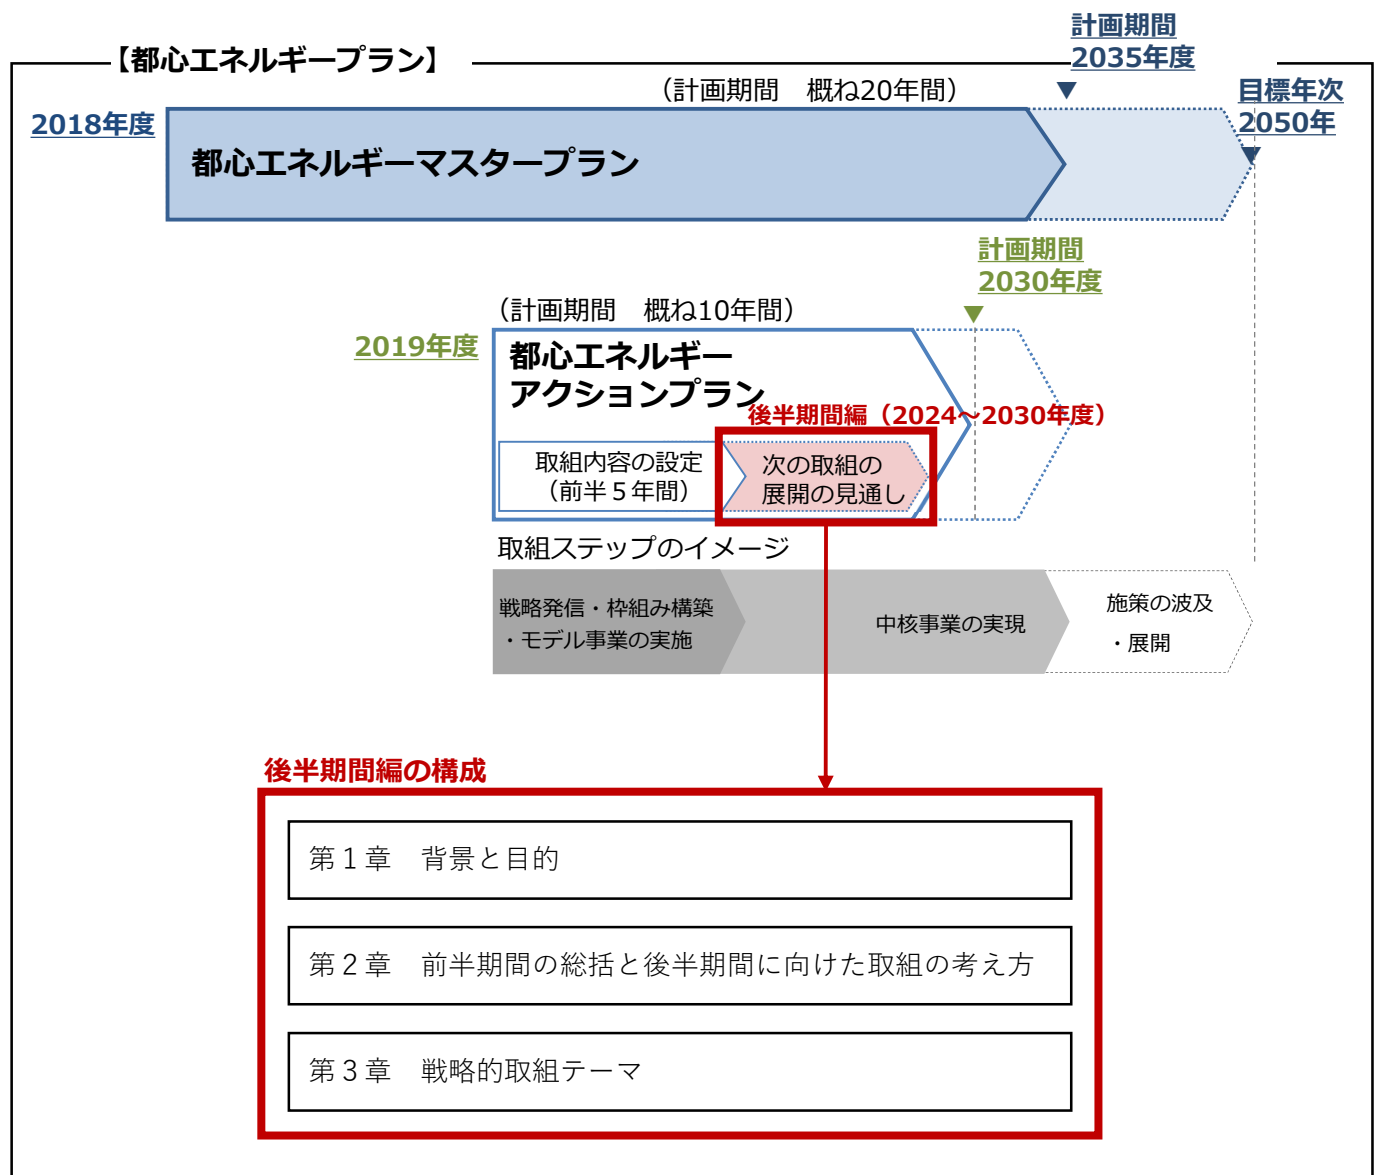 【都心エネルギープラン】
計画期間
2035年度
（計画期間　概ね20年間）
目標年次
2050年
2018年度
都心エネルギーマスタープラン
計画期間
2030年度
（計画期間　概ね10年間）
2019年度
都心エネルギー
アクションプラン
後半期間編（2024～2030年度）
取組内容の設定
（前半５年間）
次の取組の
展開の見通し
取組ステップのイメージ
戦略発信・枠組み構築
・モデル事業の実施
中核事業の実現
施策の波及
・展開
後半期間編の構成
第１章　背景と目的
第２章　前半期間の総括と後半期間に向けた取組の考え方
第３章　戦略的取組テーマ